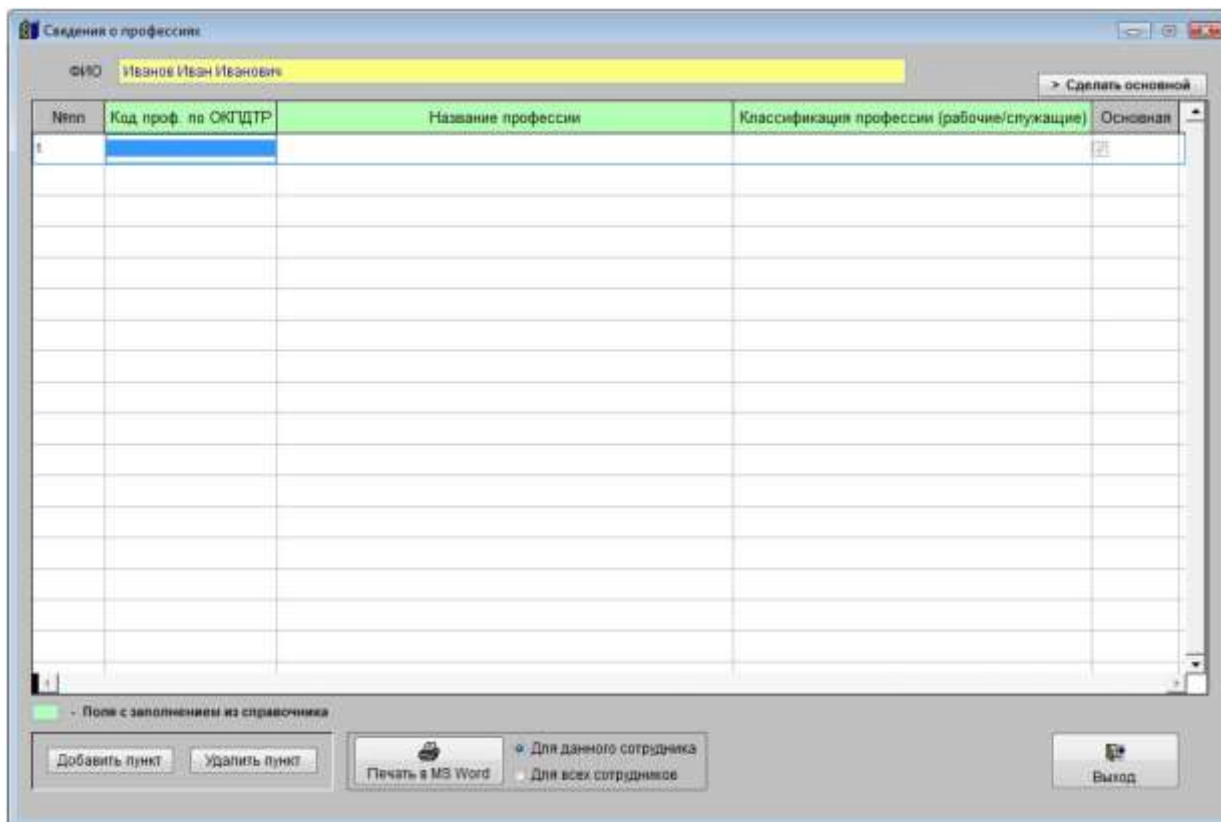 Сведения о профессиях
ФИО Иванов Иван Иванович
> Сделать основной
№пп Код проф. по ОКПДТР Название профессии Классификация профессии (рабочие/служащие) Основная
1
- Поля с заполнением из справочника
Добавить пункт Удалить пункт Печать в MS Word Для данного сотрудника
Для всех сотрудников
Выход